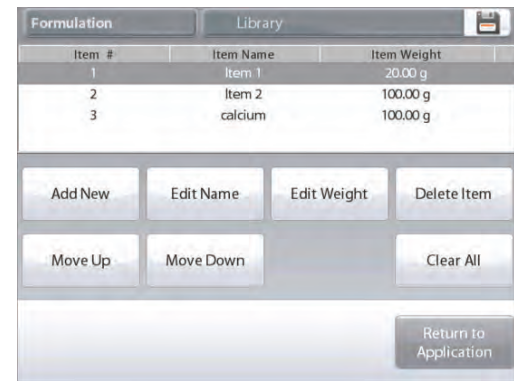 Formulation Library
Item # Item Name Item Weight
1 Item 1 20.00 g
2 Item 2 100.00 g
3 calcium 100.00 g
Add New Edit Name Edit Weight Delete Item
Move Up Move Down Clear All
Return to
Application